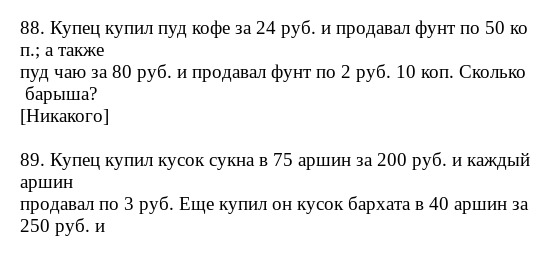 88. Купец купил пуд кофе за 24 руб. и продавал фунт по 50 ко
п.; а также
пуд чаю за 80 руб. и продавал фунт по 2 руб. 10 коп. Сколько
барыша?
[Никакого]
89. Купец купил кусок сукна в 75 аршин за 200 руб. и каждый
аршин
продавал по 3 руб. Еще купил он кусок бархата в 40 аршин за
250 руб. и